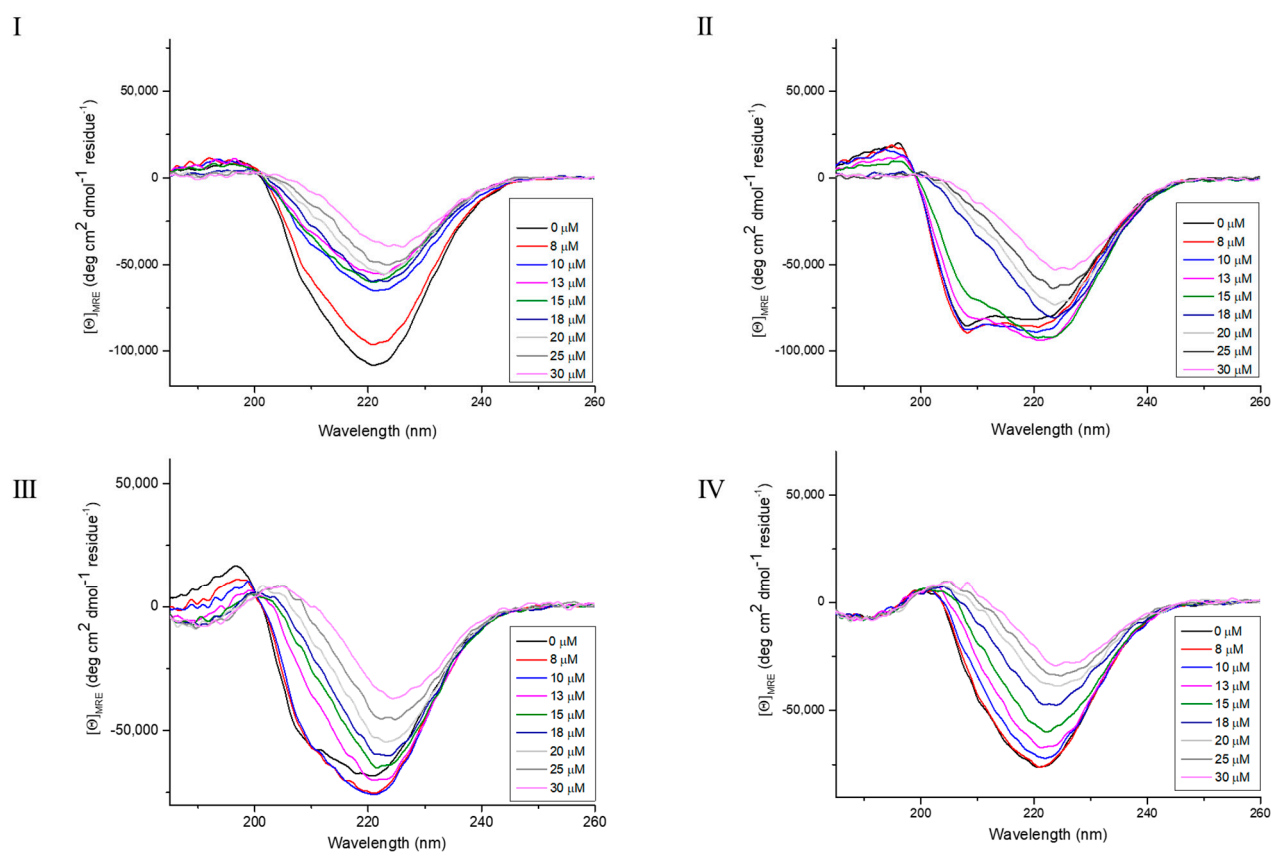 I
[Θ]MRE (deg cm² dmol⁻¹ residue⁻¹)
50,000
0
-50,000
-100,000
200
220
240
260
Wavelength (nm)
0 µM
8 µM
10 µM
13 µM
15 µM
18 µM
20 µM
25 µM
30 µM
II
[Θ]MRE (deg cm² dmol⁻¹ residue⁻¹)
50,000
0
-50,000
-100,000
200
220
240
260
Wavelength (nm)
0 µM
8 µM
10 µM
13 µM
15 µM
18 µM
20 µM
25 µM
30 µM
III
[Θ]MRE (deg cm² dmol⁻¹ residue⁻¹)
50,000
0
-50,000
200
220
240
260
Wavelength (nm)
0 µM
8 µM
10 µM
13 µM
15 µM
18 µM
20 µM
25 µM
30 µM
IV
[Θ]MRE (deg cm² dmol⁻¹ residue⁻¹)
50,000
0
-50,000
200
220
240
260
Wavelength (nm)
0 µM
8 µM
10 µM
13 µM
15 µM
18 µM
20 µM
25 µM
30 µM